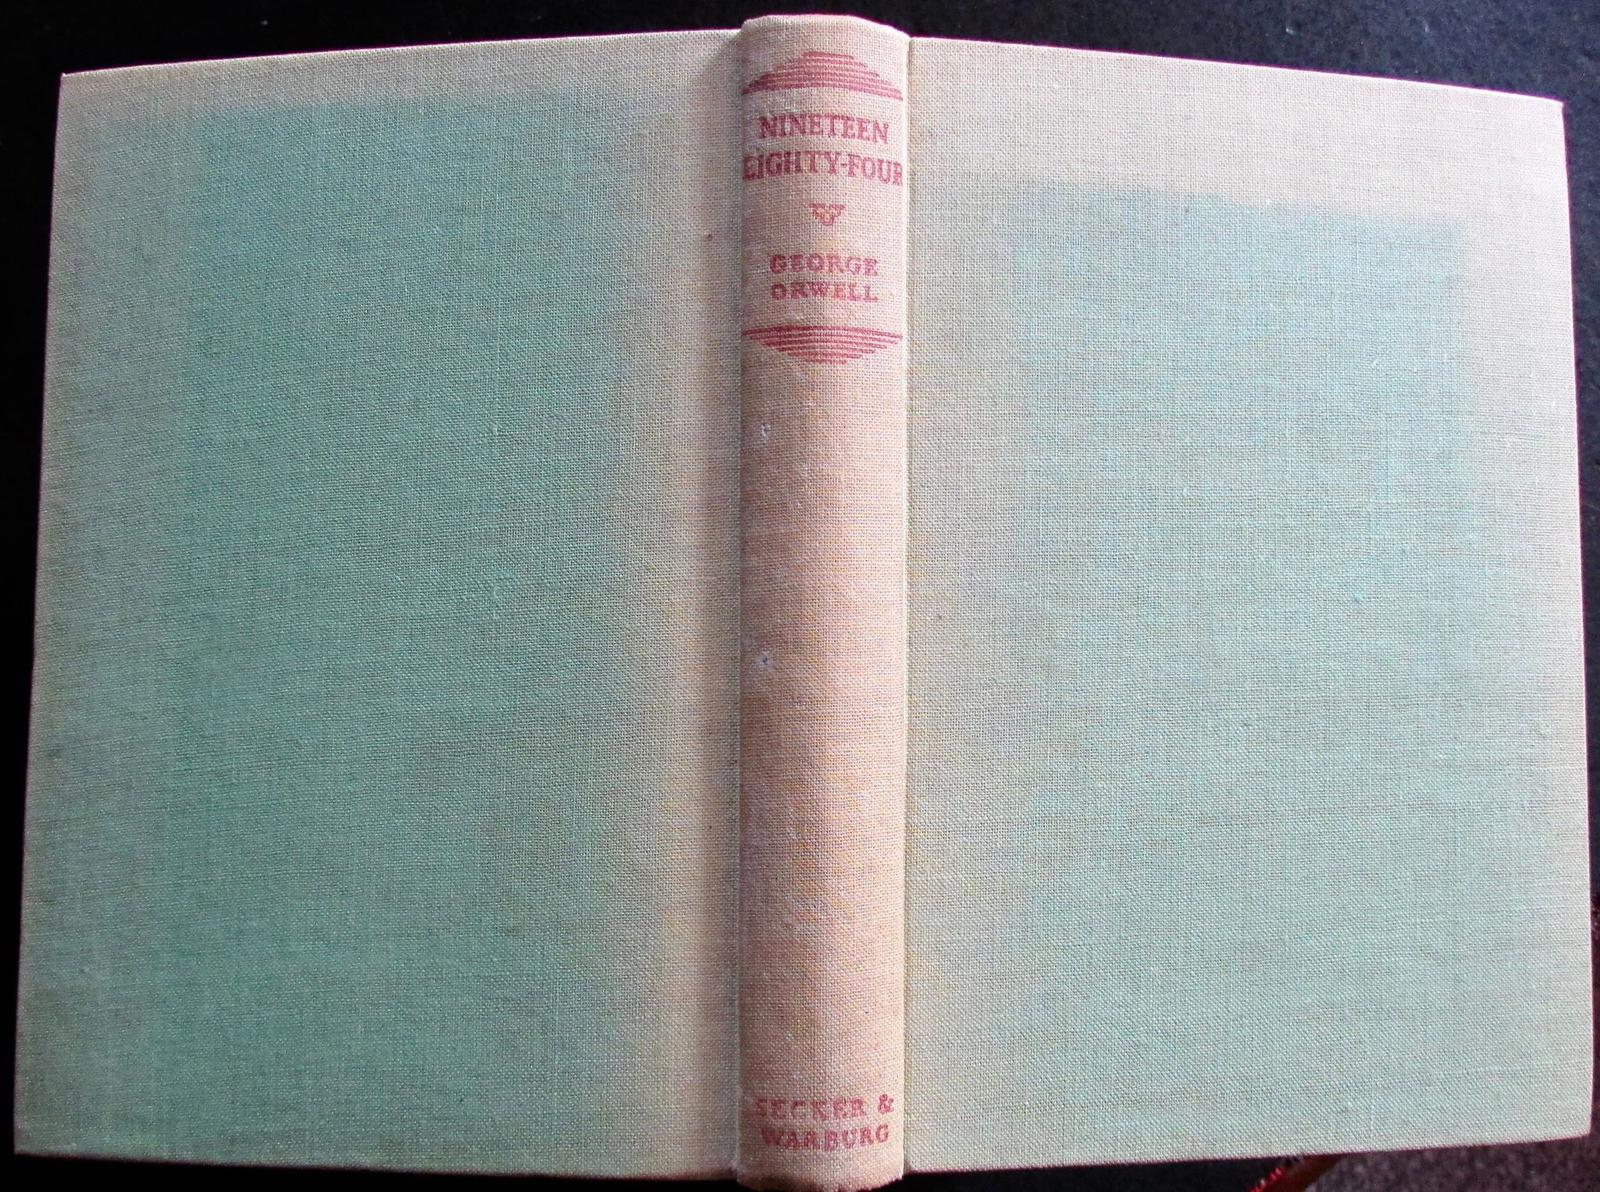 NINETEEN
EIGHTY-FOUR
GEORGE
ORWELL
SECKER &
WARBURG